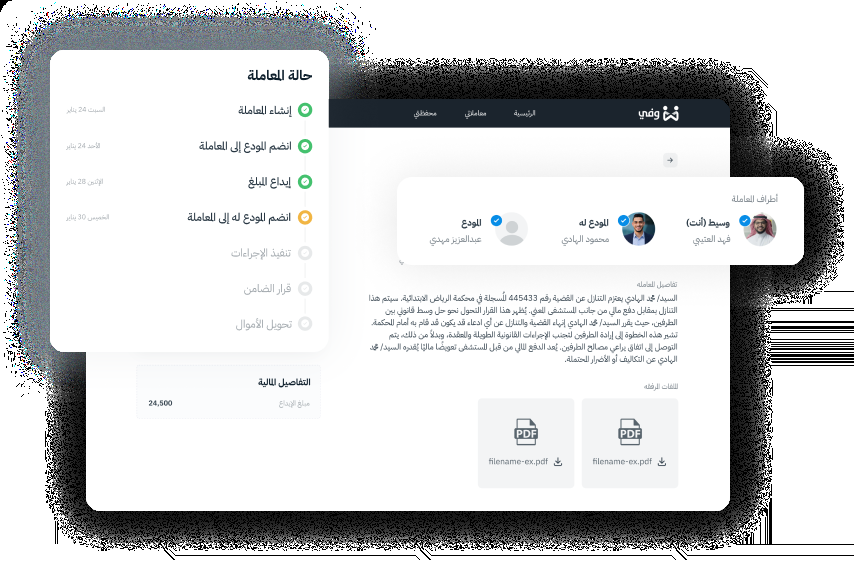 حالة المعاملة
إنشاء المعاملة
السبت 24 يناير
انضم المودع إلى المعاملة
الأحد 24 يناير
إيداع المبلغ
الإثنين 28 يناير
انضم المودع له إلى المعاملة
الخميس 30 يناير
تنفيذ الإجراءات
قرار الضامن
تحويل الأموال
وفي
الرئيسية
معاملاتي
محفظتي
أطراف المعاملة
وسيط (أنت)
فهد العتيبي
المودع له
محمود الهادي
المودع
عبدالعزيز مهدي
تفاصيل المعامله
السيد/ محمد الهادي يعتزم التنازل عن القضية رقم 445433 المُسجلة في محكمة الرياض الابتدائية. سيتم هذا
التنازل بمقابل دفع مالي من جانب المستشفى المعني. يُظهر هذا القرار التحول نحو حل وسط قانوني بين
الطرفين، حيث يقرر السيد/ محمد الهادي إنهاء القضية والتنازل عن أي ادعاء قد يكون قد قام به أمام المحكمة.
تشير هذه الخطوة إلى إرادة الطرفين لتجنب الإجراءات القانونية الطويلة والمعقدة، وبدلاً من ذلك، يتم
التوصل إلى اتفاق يراعي مصالح الطرفين. يُعد الدفع المالي من قبل المستشفى تعويضًا ماليًا يُقدره السيد/ محمد
الهادي عن التكاليف أو الأضرار المحتملة.
الملفات المرفقه
PDF
filename-ex.pdf
PDF
filename-ex.pdf
التفاصيل المالية
مبلغ الإيداع
24,500